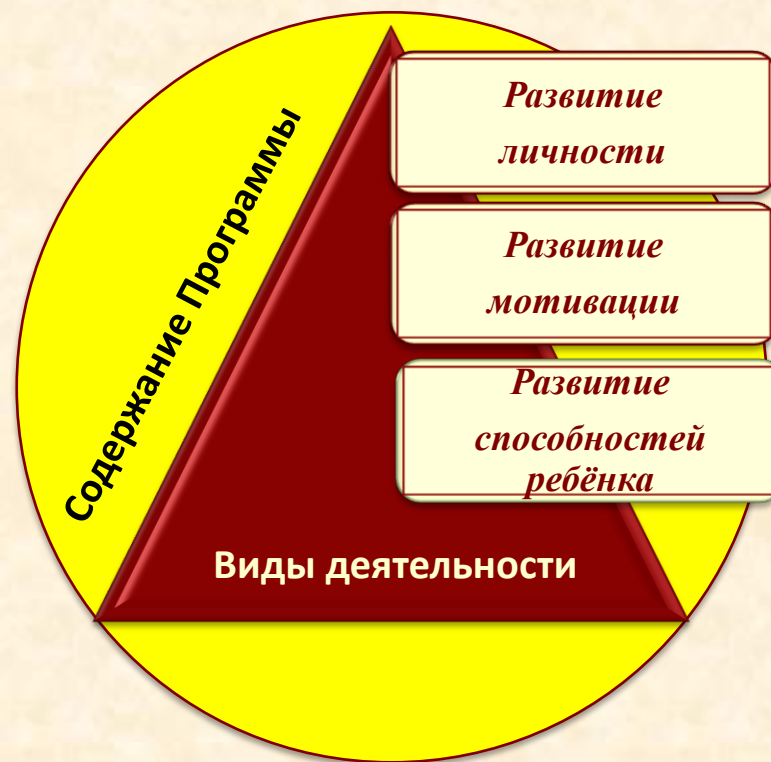 Содержание Программы
Развитие
личности
Развитие
мотивации
Развитие
способностей
ребёнка
Виды деятельности